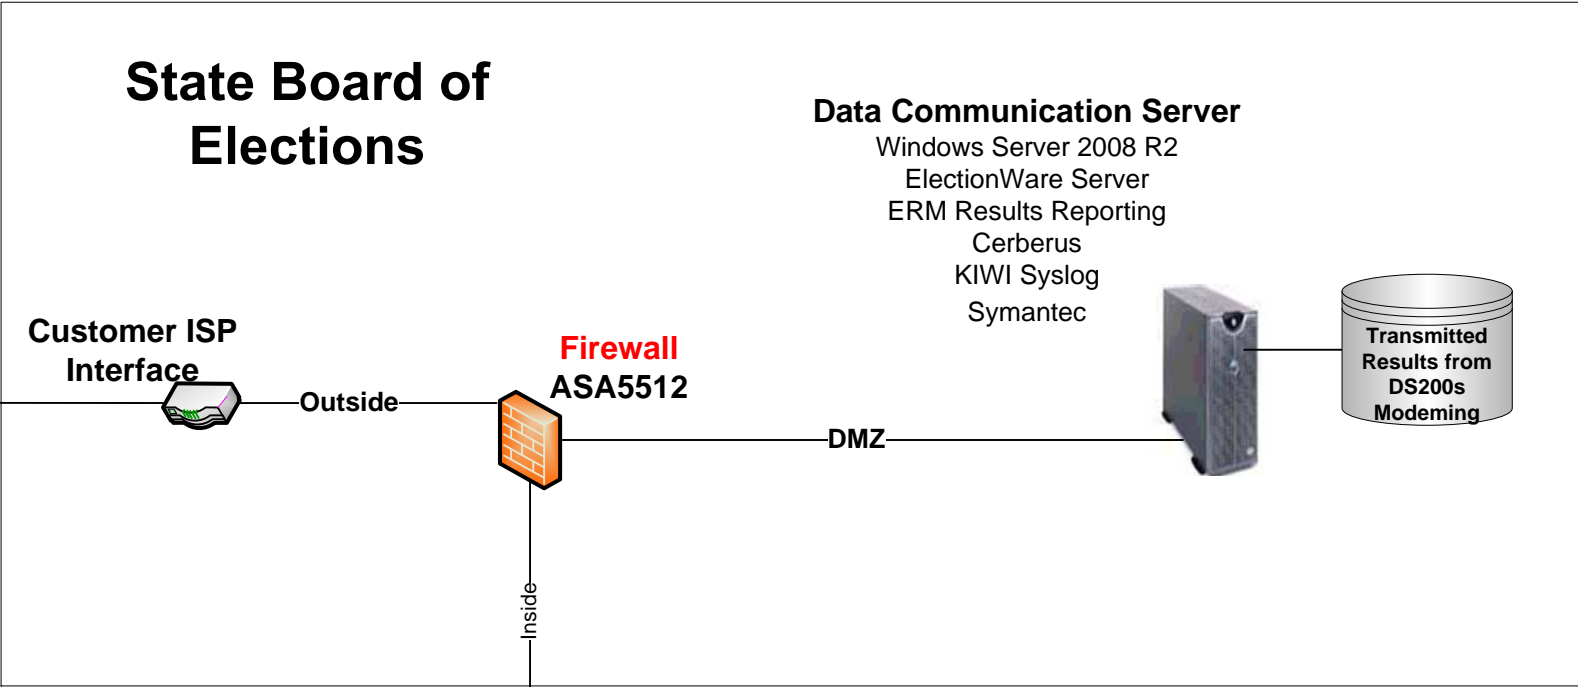 State Board of
Elections
Data Communication Server
Windows Server 2008 R2
ElectionWare Server
ERM Results Reporting
Cerberus
KIWI Syslog
Symantec
Customer ISP
Interface
Outside
Firewall
ASA5512
DMZ
Transmitted
Results from
DS200s
Modeming
Inside